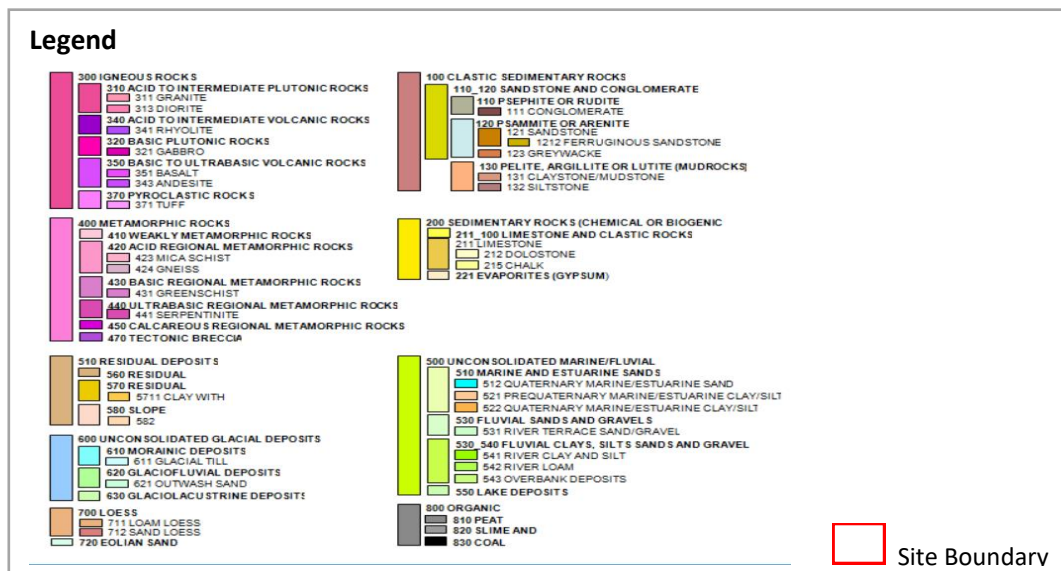 Legend
300 IGNEOUS ROCKS
310 ACID TO INTERMEDIATE PLUTONIC ROCKS
311 GRANITE
313 DIORITE
340 ACID TO INTERMEDIATE VOLCANIC ROCKS
341 RHYOLITE
320 BASIC PLUTONIC ROCKS
321 GABBRO
350 BASIC TO ULTRABASIC VOLCANIC ROCKS
351 BASALT
343 ANDESITE
370 PYROCLASTIC ROCKS
371 TUFF
400 METAMORPHIC ROCKS
410 WEAKLY METAMORPHIC ROCKS
420 ACID REGIONAL METAMORPHIC ROCKS
423 MICA SCHIST
424 GNEISS
430 BASIC REGIONAL METAMORPHIC ROCKS
431 GREENSCHIST
440 ULTRABASIC REGIONAL METAMORPHIC ROCKS
441 SERPENTINITE
450 CALCAREOUS REGIONAL METAMORPHIC ROCKS
470 TECTONIC BRECCIA
510 RESIDUAL DEPOSITS
560 RESIDUAL
570 RESIDUAL
5711 CLAY WITH
580 SLOPE
582
600 UNCONSOLIDATED GLACIAL DEPOSITS
610 MORAINIC DEPOSITS
611 GLACIAL TILL
620 GLACIOFLUVIAL DEPOSITS
621 OUTWASH SAND
630 GLACIOLACUSTRINE DEPOSITS
700 LOESS
711 LOAM LOESS
712 SAND LOESS
720 EOLIAN SAND
100 CLASTIC SEDIMENTARY ROCKS
110_120 SANDSTONE AND CONGLOMERATE
110 PSEPHITE OR RUDITE
111 CONGLOMERATE
120 PSAMMITE OR ARENITE
121 SANDSTONE
1212 FERRUGINOUS SANDSTONE
123 GREYWACKE
130 PELITE, ARGILLITE OR LUTITE (MUDROCKS)
131 CLAYSTONE/MUDSTONE
132 SILTSTONE
200 SEDIMENTARY ROCKS (CHEMICAL OR BIOGENIC
211_100 LIMESTONE AND CLASTIC ROCKS
211 LIMESTONE
212 DOLOSTONE
215 CHALK
221 EVAPORITES (GYPSUM)
500 UNCONSOLIDATED MARINE/FLUVIAL
510 MARINE AND ESTUARINE SANDS
512 QUATERNARY MARINE/ESTUARINE SAND
521 PREQUATERNARY MARINE/ESTUARINE CLAY/SILT
522 QUATERNARY MARINE/ESTUARINE CLAY/SILT
530 FLUVIAL SANDS AND GRAVELS
531 RIVER TERRACE SAND/GRAVEL
530_540 FLUVIAL CLAYS, SILTS SANDS AND GRAVEL
541 RIVER CLAY AND SILT
542 RIVER LOAM
543 OVERBANK DEPOSITS
550 LAKE DEPOSITS
800 ORGANIC
810 PEAT
820 SLIME AND
830 COAL
Site Boundary